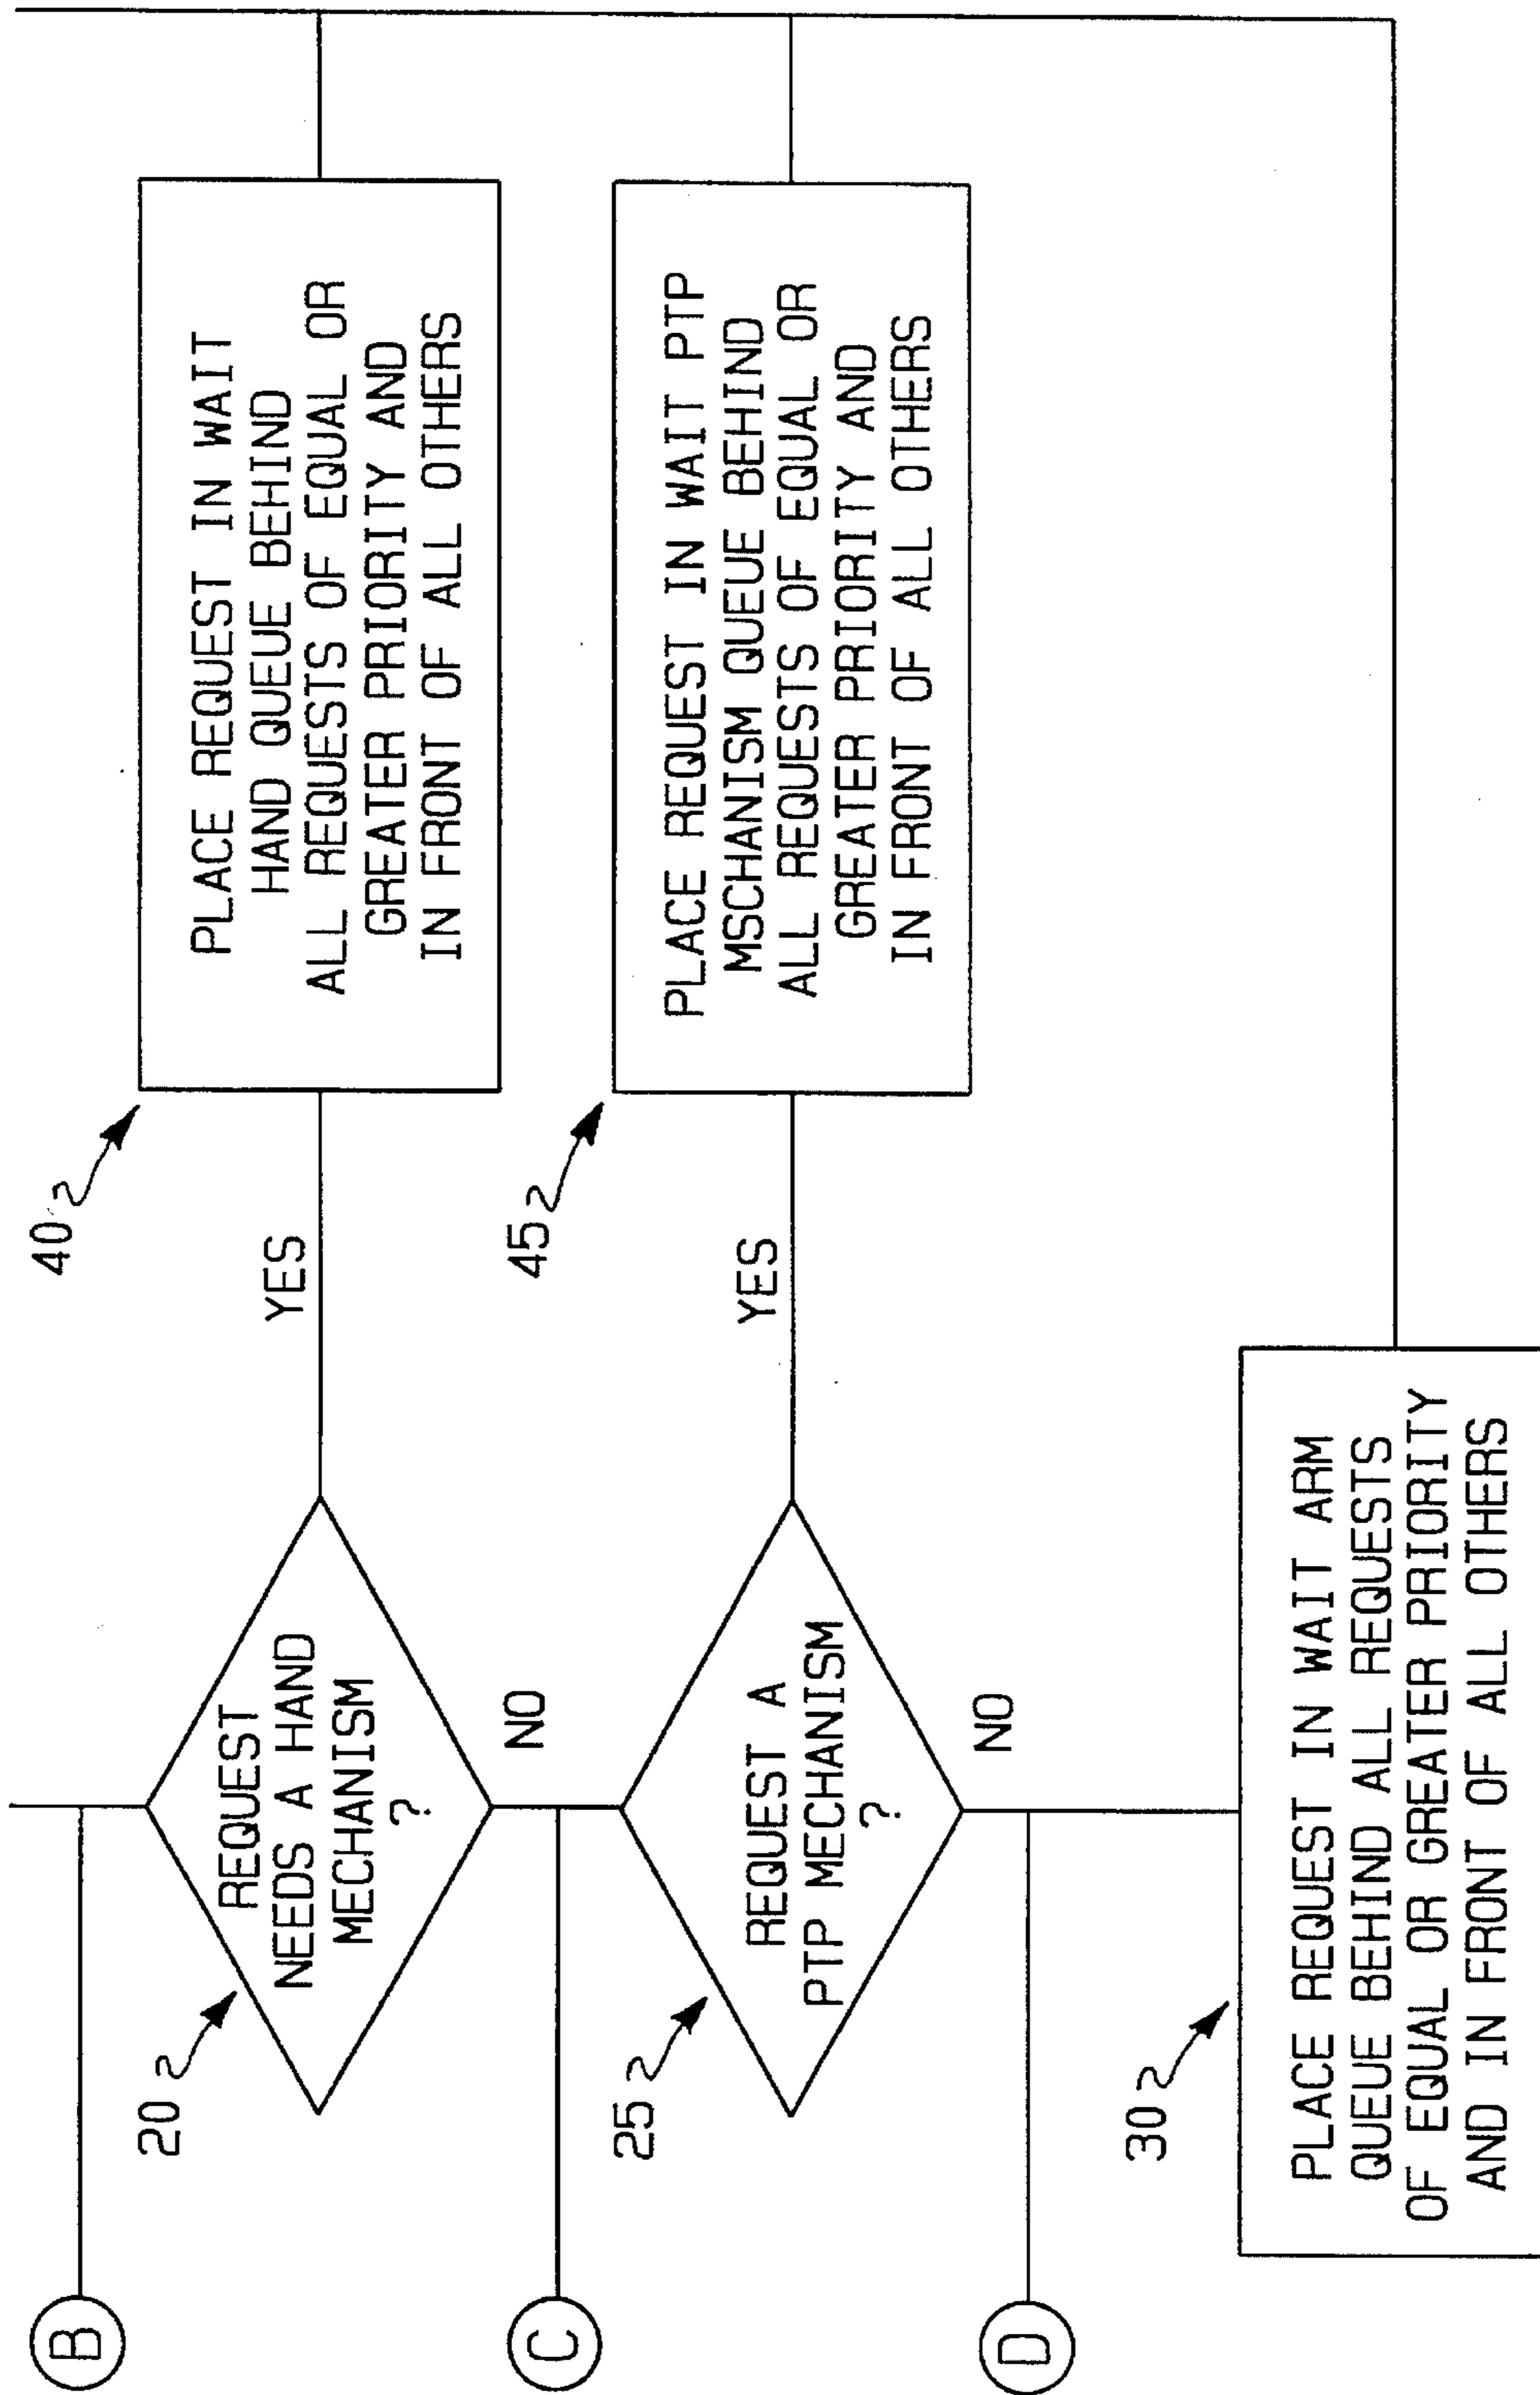 B
20
REQUEST
NEEDS A HAND
MECHANISM
?
YES
40
PLACE REQUEST IN WAIT
HAND QUEUE BEHIND
ALL REQUESTS OF EQUAL OR
GREATER PRIORITY AND
IN FRONT OF ALL OTHERS
NO
C
25
REQUEST A
PTP MECHANISM
?
YES
45
PLACE REQUEST IN WAIT PTP
MSCHANISM QUEUE BEHIND
ALL REQUESTS OF EQUAL OR
GREATER PRIORITY AND
IN FRONT OF ALL OTHERS
NO
D
30
PLACE REQUEST IN WAIT ARM
QUEUE BEHIND ALL REQUESTS
OF EQUAL OR GREATER PRIORITY
AND IN FRONT OF ALL OTHERS